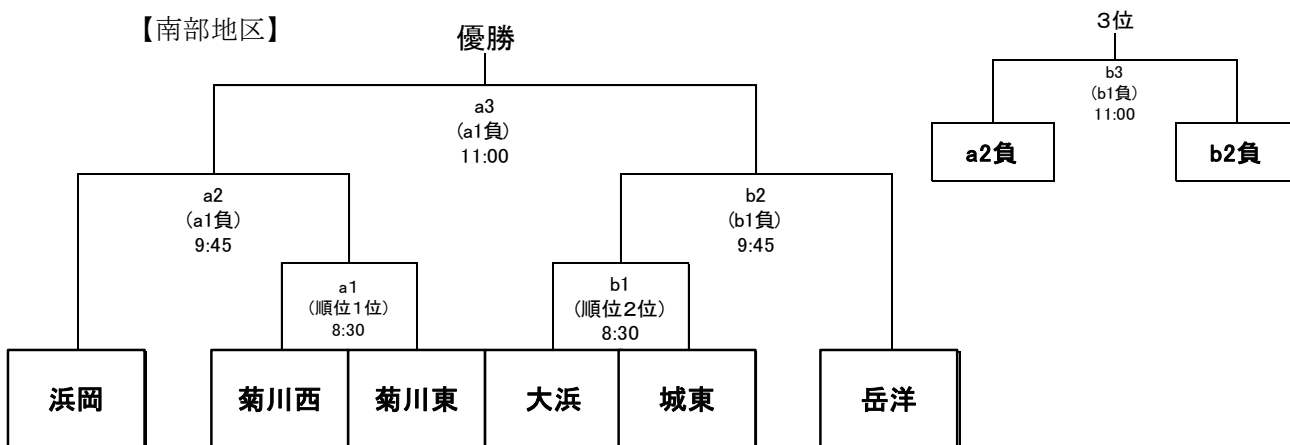 【南部地区】
優勝
3位
a3
(a1負)
11:00
b3
(b1負)
11:00
a2負
b2負
a2
(a1負)
9:45
b2
(b1負)
9:45
a1
(順位1位)
8:30
b1
(順位2位)
8:30
浜岡
菊川西
菊川東
大浜
城東
岳洋